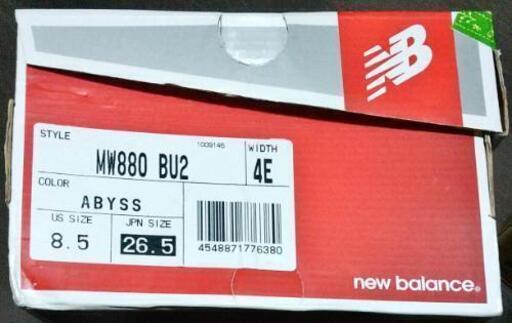 NB
STYLE 1009146 WIDTH
MW880 BU2 4E
COLOR
ABYSS
US SIZE JPN SIZE
8.5 26.5
4548871776380
new balance